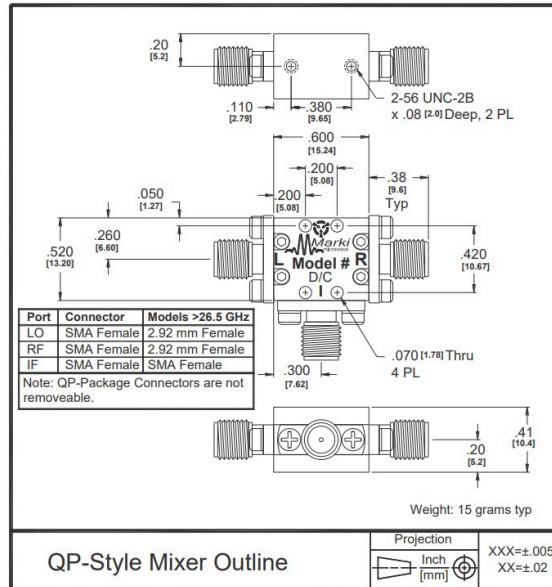 .20
[5.2]
.110
[2.79]
.380
[9.65]
2-56 UNC-2B
x .08 [2.0] Deep, 2 PL
.600
[15.24]
.200
[5.08]
.38
[9.6]
Typ
.200
[5.08]
.050
[1.27]
.260
[6.60]
.520
[13.20]
.420
[10.67]
Marki
microwave
L Model # R
D/C
I
Port Connector Models >26.5 GHz
LO SMA Female 2.92 mm Female
RF SMA Female 2.92 mm Female
IF SMA Female SMA Female
Note: QP-Package Connectors are not
removeable.
.070 [1.78] Thru
4 PL
.300
[7.62]
.20
[5.2]
.41
[10.4]
Weight: 15 grams typ
QP-Style Mixer Outline
Projection
Inch
[mm]
XXX=±.005
XX=±.02